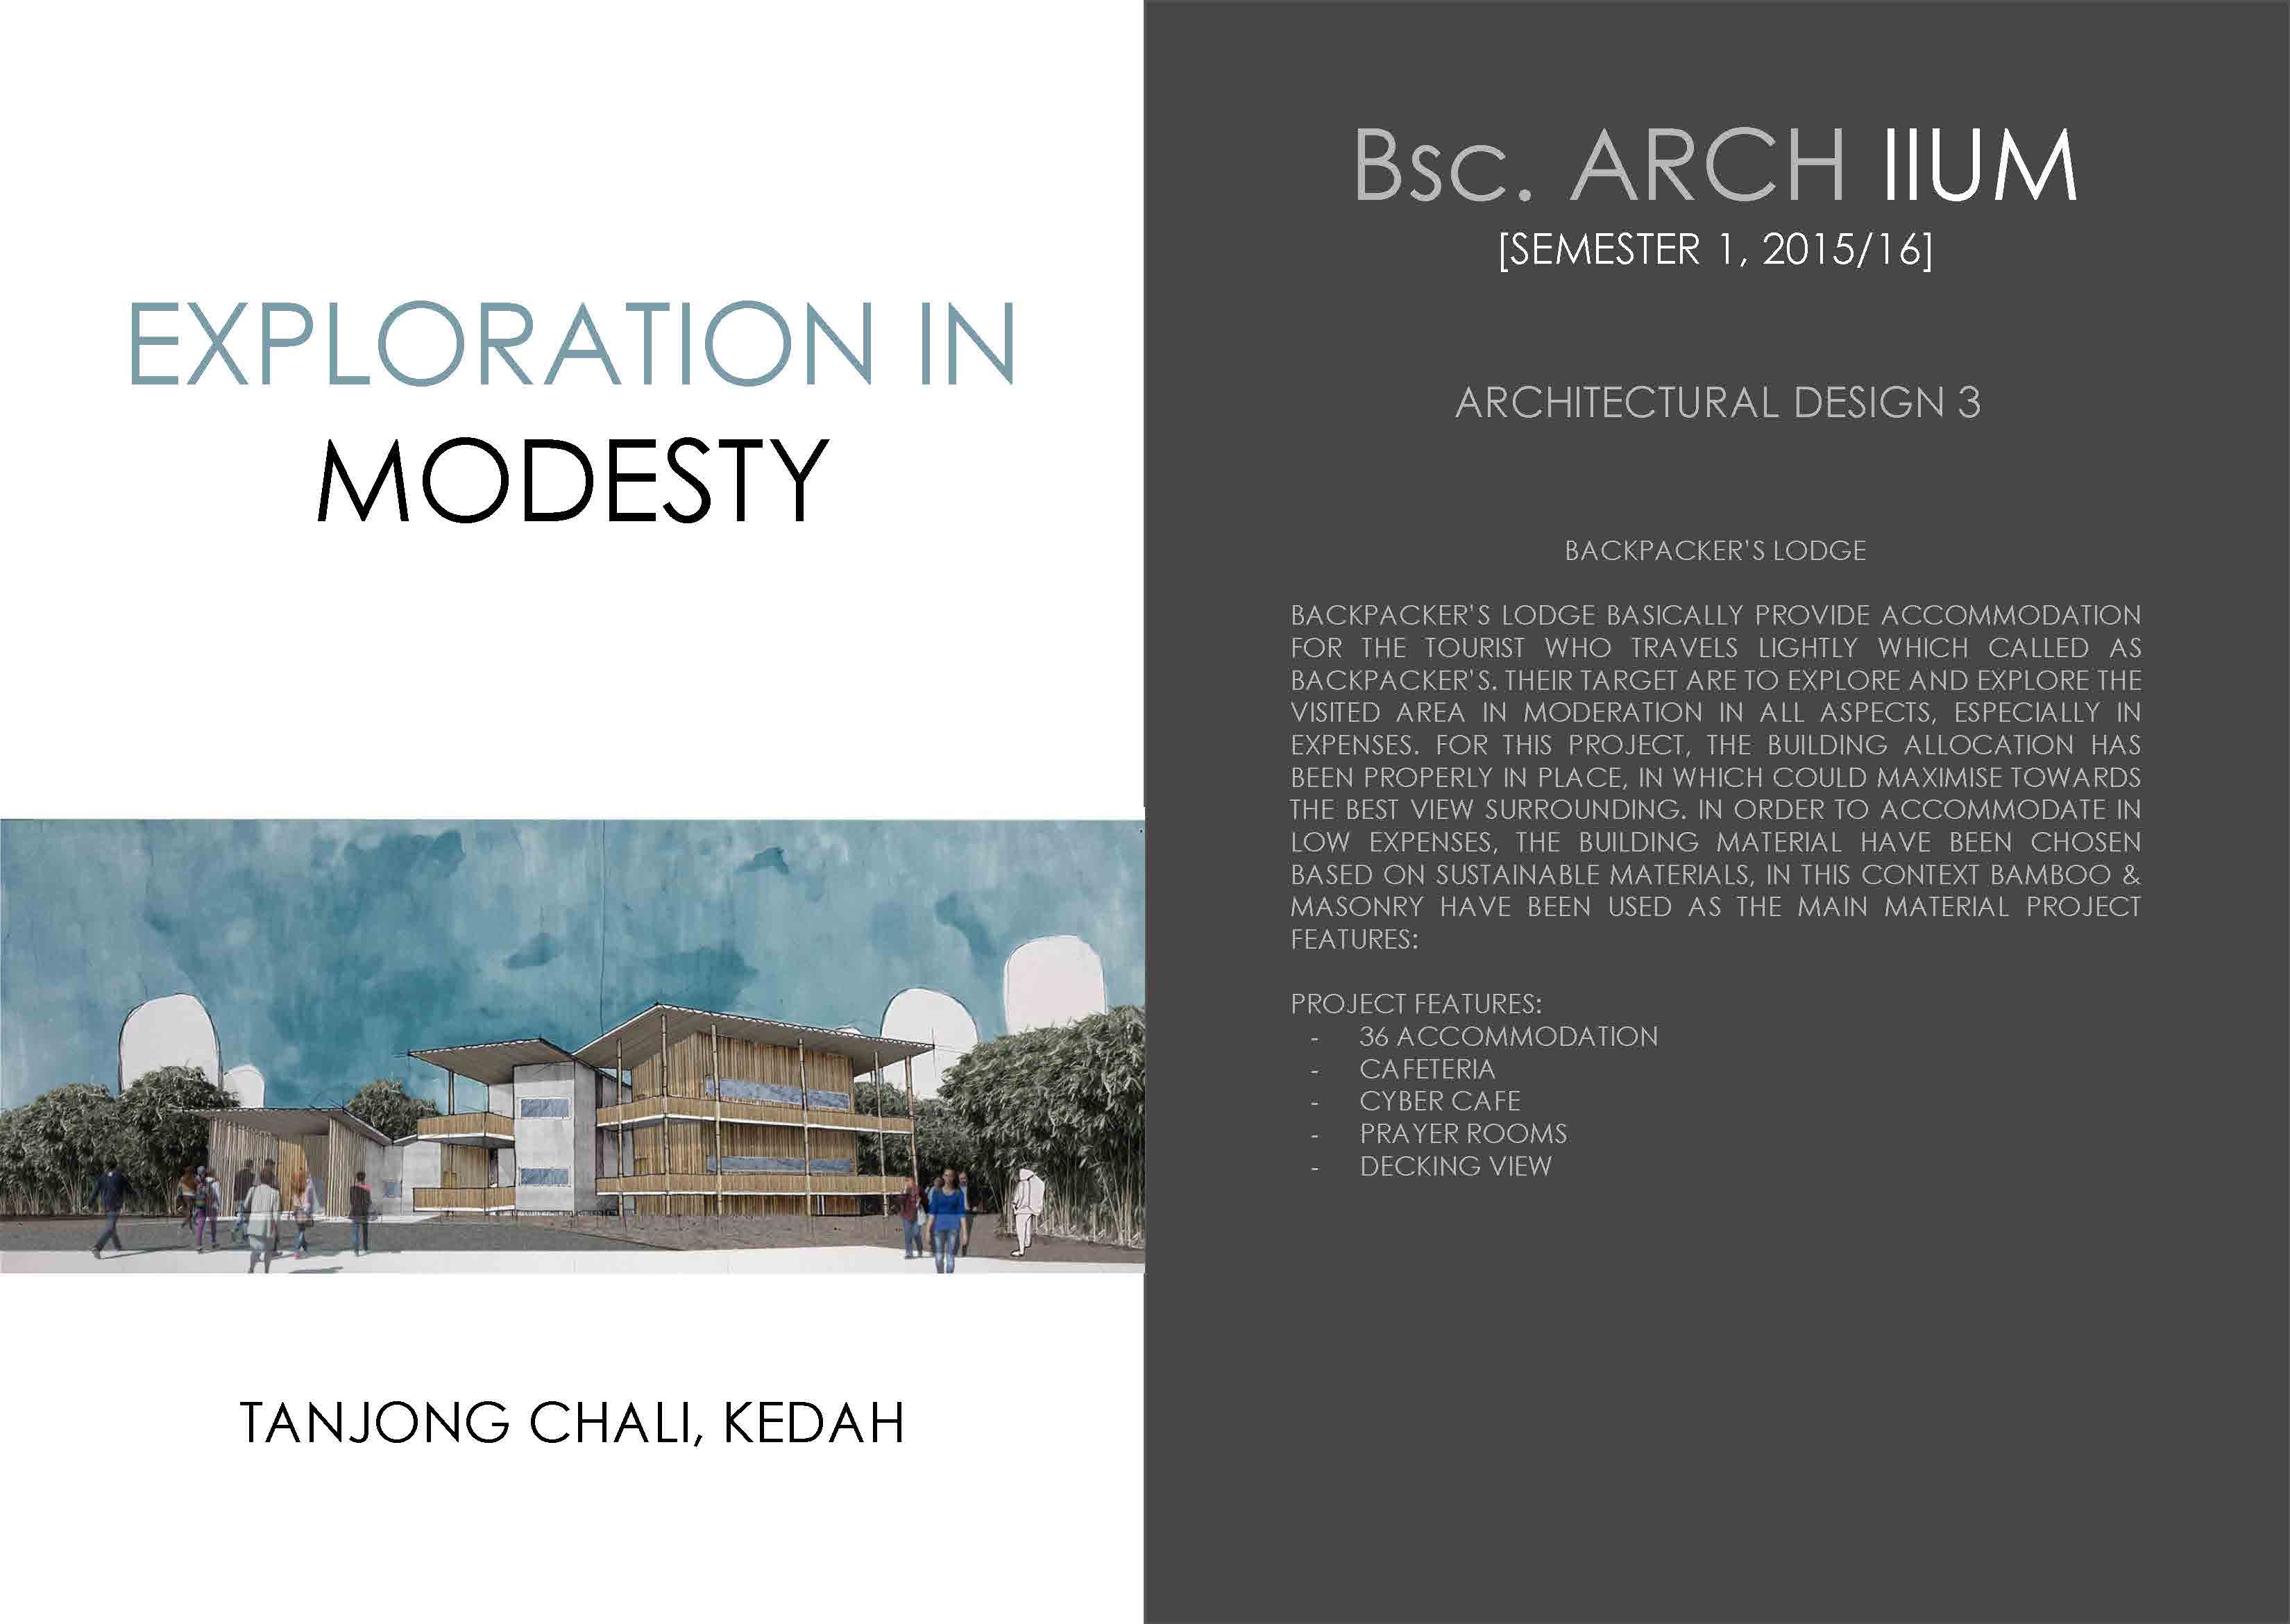 EXPLORATION IN
MODESTY
TANJONG CHALI, KEDAH
Bsc. ARCH IIUM
[SEMESTER 1, 2015/16]
ARCHITECTURAL DESIGN 3
BACKPACKER'S LODGE
BACKPACKER'S LODGE BASICALLY PROVIDE ACCOMMODATION
FOR THE TOURIST WHO TRAVELS LIGHTLY WHICH CALLED AS
BACKPACKER'S. THEIR TARGET ARE TO EXPLORE AND EXPLORE THE
VISITED AREA IN MODERATION IN ALL ASPECTS, ESPECIALLY IN
EXPENSES. FOR THIS PROJECT, THE BUILDING ALLOCATION HAS
BEEN PROPERLY IN PLACE, IN WHICH COULD MAXIMISE TOWARDS
THE BEST VIEW SURROUNDING. IN ORDER TO ACCOMMODATE IN
LOW EXPENSES, THE BUILDING MATERIAL HAVE BEEN CHOSEN
BASED ON SUSTAINABLE MATERIALS, IN THIS CONTEXT BAMBOO &
MASONRY HAVE BEEN USED AS THE MAIN MATERIAL PROJECT
FEATURES:
PROJECT FEATURES:
- 36 ACCOMMODATION
- CAFETERIA
- CYBER CAFE
- PRAYER ROOMS
- DECKING VIEW